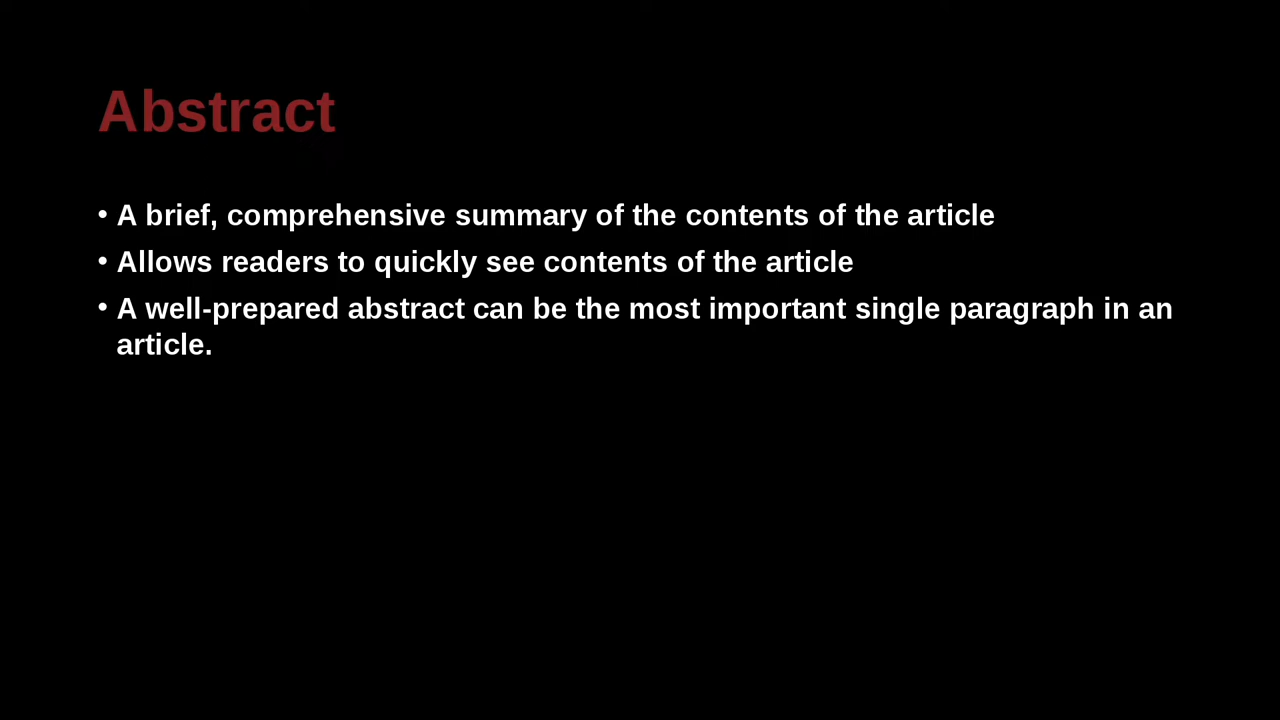 Abstract
• A brief, comprehensive summary of the contents of the article
• Allows readers to quickly see contents of the article
• A well-prepared abstract can be the most important single paragraph in an
article.